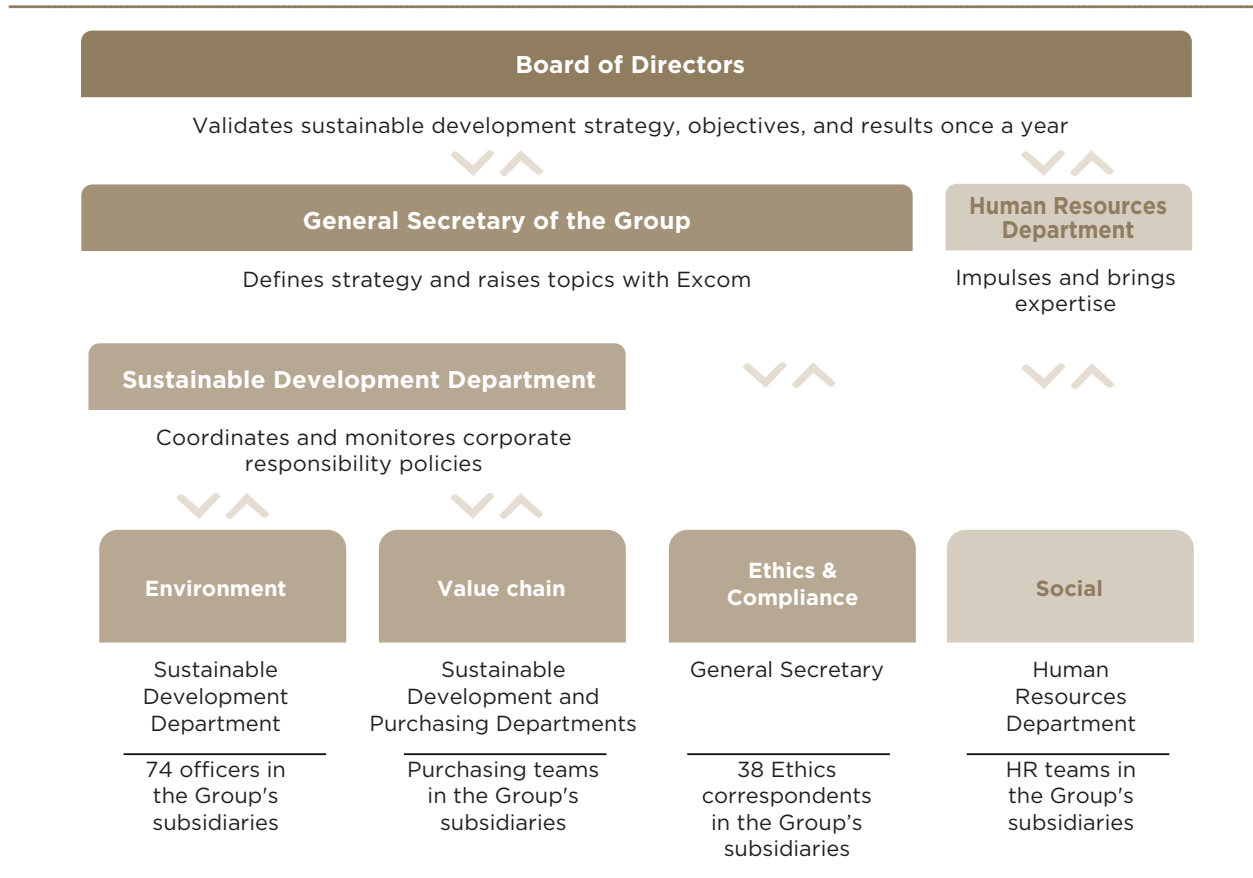 Board of Directors
Validates sustainable development strategy, objectives, and results once a year
General Secretary of the Group
Defines strategy and raises topics with Excom
Human Resources
Department
Impulses and brings
expertise
Sustainable Development Department
Coordinates and monitores corporate
responsibility policies
Environment
Sustainable
Development
Department
74 officers in
the Group's
subsidiaries
Value chain
Sustainable
Development and
Purchasing Departments
Purchasing teams
in the Group's
subsidiaries
Ethics &
Compliance
General Secretary
38 Ethics
correspondents
in the Group’s
subsidiaries
Social
Human
Resources
Department
HR teams in
the Group's
subsidiaries